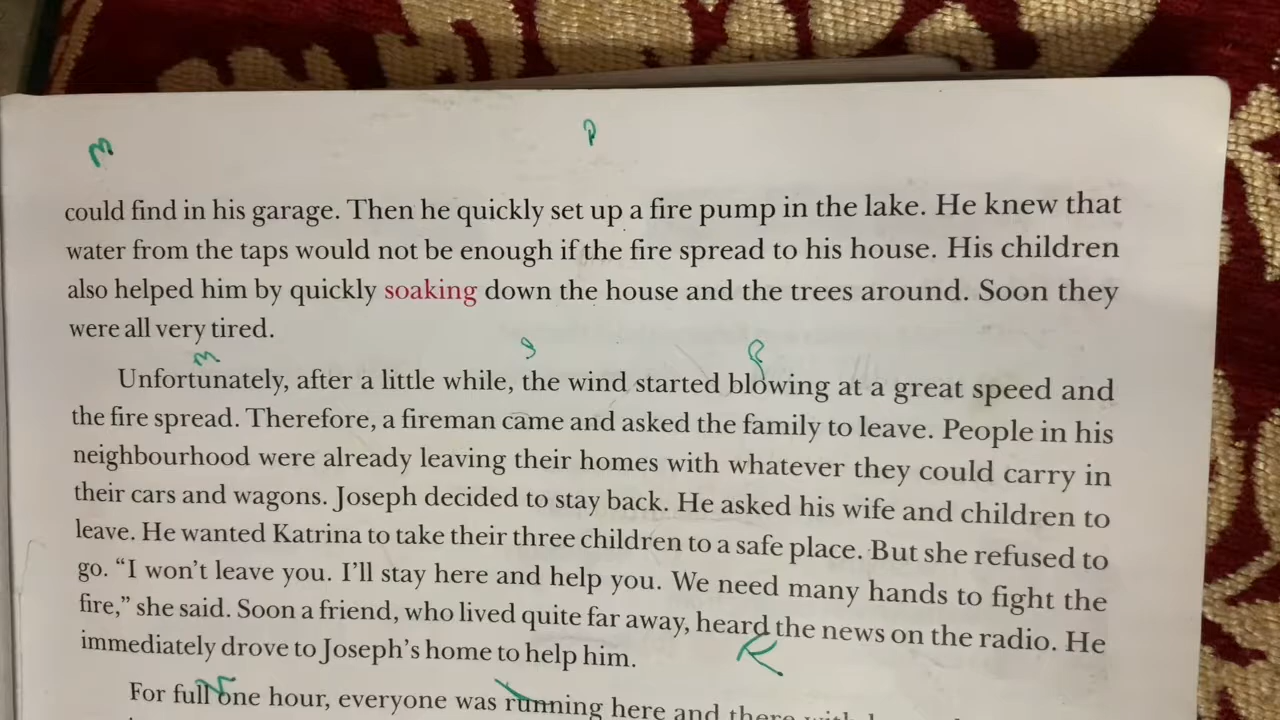 M
P
could find in his garage. Then he quickly set up a fire pump in the lake. He knew that
water from the taps would not be enough if the fire spread to his house. His children
also helped him by quickly soaking down the house and the trees around. Soon they
were all very tired.
Unfortunately, after a little while, the wind started blowing at a great speed and
the fire spread. Therefore, a fireman came and asked the family to leave. People in his
neighbourhood were already leaving their homes with whatever they could carry in
their cars and wagons. Joseph decided to stay back. He asked his wife and children to
leave. He wanted Katrina to take their three children to a safe place. But she refused to
go. “I won’t leave you. I’ll stay here and help you. We need many hands to fight the
fire,” she said. Soon a friend, who lived quite far away, heard the news on the radio. He
immediately drove to Joseph’s home to help him.
For full one hour, everyone was running here and there